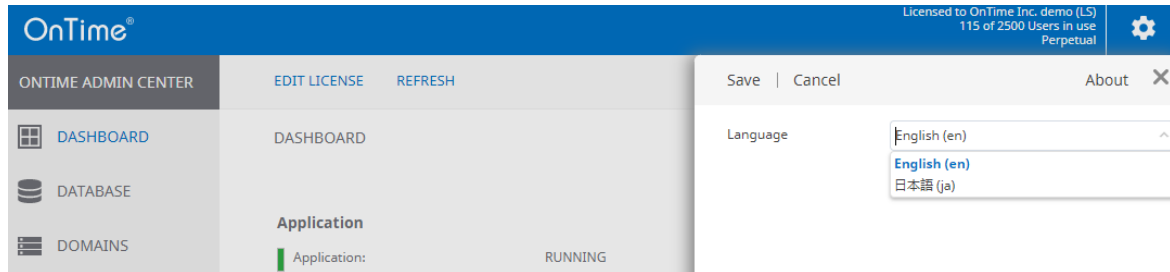 OnTime®
Licensed to OnTime Inc. demo (LS)
115 of 2500 Users in use
Perpetual
ONTIME ADMIN CENTER
EDIT LICENSE REFRESH
Save | Cancel About
DASHBOARD
DASHBOARD
Language English (en)
English (en)
日本語 (ja)
DATABASE
Application
DOMAINS
Application: RUNNING